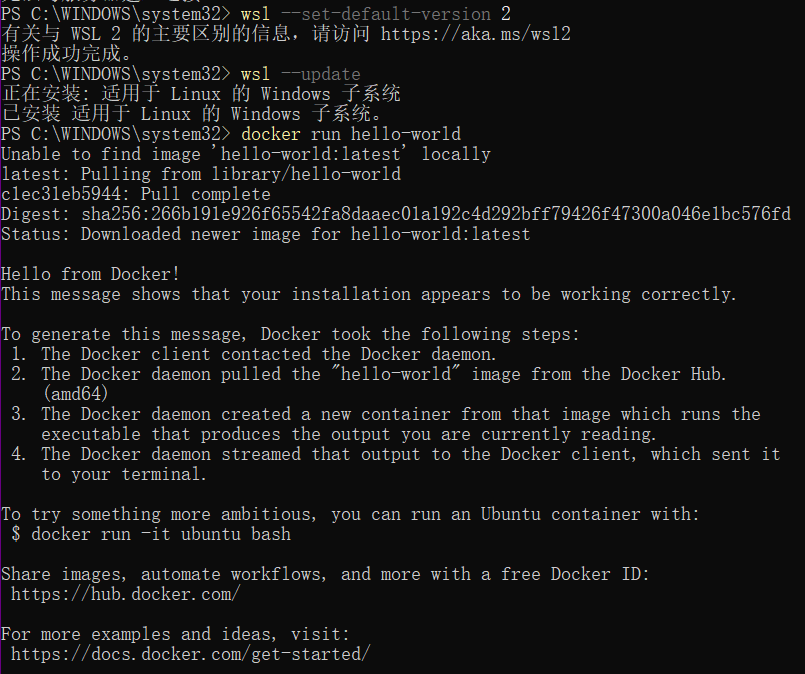 PS C:\WINDOWS\system32> wsl --set-default-version 2
有关与 WSL 2 的主要区别的信息，请访问 https://aka.ms/wsl2
操作成功完成。
PS C:\WINDOWS\system32> wsl --update
正在安装: 适用于 Linux 的 Windows 子系统
已安装 适用于 Linux 的 Windows 子系统。
PS C:\WINDOWS\system32> docker run hello-world
Unable to find image 'hello-world:latest' locally
latest: Pulling from library/hello-world
c1ec31eb5944: Pull complete
Digest: sha256:266b191e926f65542fa8daaec01a192c4d292bff79426f47300a046e1bc576fd
Status: Downloaded newer image for hello-world:latest
Hello from Docker!
This message shows that your installation appears to be working correctly.
To generate this message, Docker took the following steps:
1. The Docker client contacted the Docker daemon.
2. The Docker daemon pulled the "hello-world" image from the Docker Hub.
(amd64)
3. The Docker daemon created a new container from that image which runs the
executable that produces the output you are currently reading.
4. The Docker daemon streamed that output to the Docker client, which sent it
to your terminal.
To try something more ambitious, you can run an Ubuntu container with:
$ docker run -it ubuntu bash
Share images, automate workflows, and more with a free Docker ID:
https://hub.docker.com/
For more examples and ideas, visit:
https://docs.docker.com/get-started/